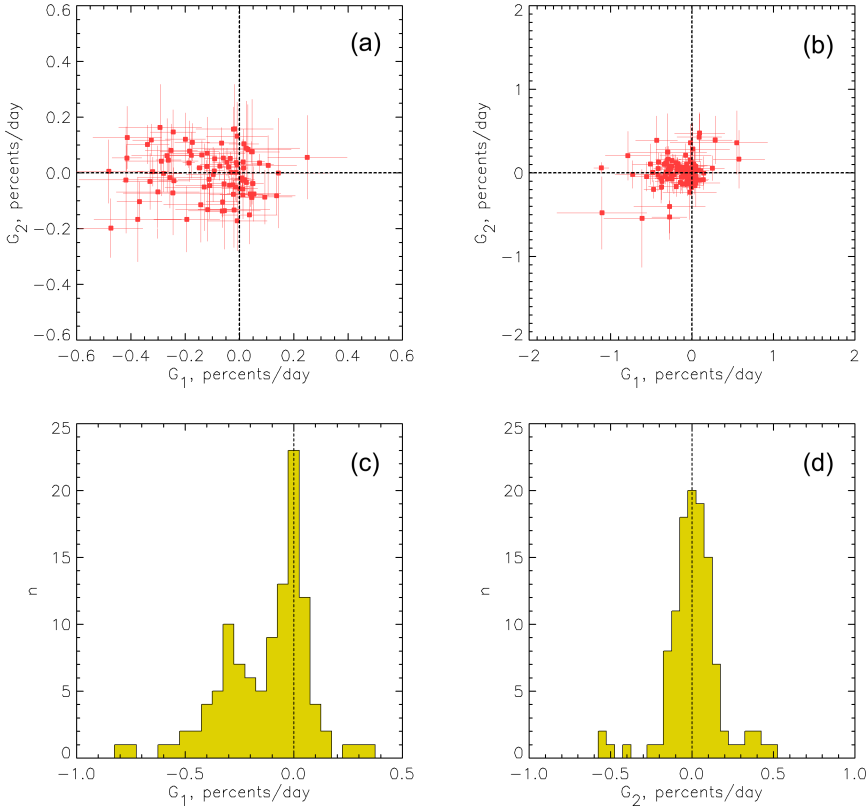 0.6
0.4
0.2
0.0
−0.2
−0.4
−0.6
G2, percents/day
(a)
−0.6 −0.4 −0.2 0.0 0.2 0.4 0.6
G1, percents/day
2
1
0
−1
−2
G2, percents/day
(b)
−2 −1 0 1 2
G1, percents/day
25
20
15
10
5
0
n
(c)
−1.0 −0.5 0.0 0.5
G1, percents/day
25
20
15
10
5
0
n
(d)
−1.0 −0.5 0.0 0.5 1.0
G2, percents/day